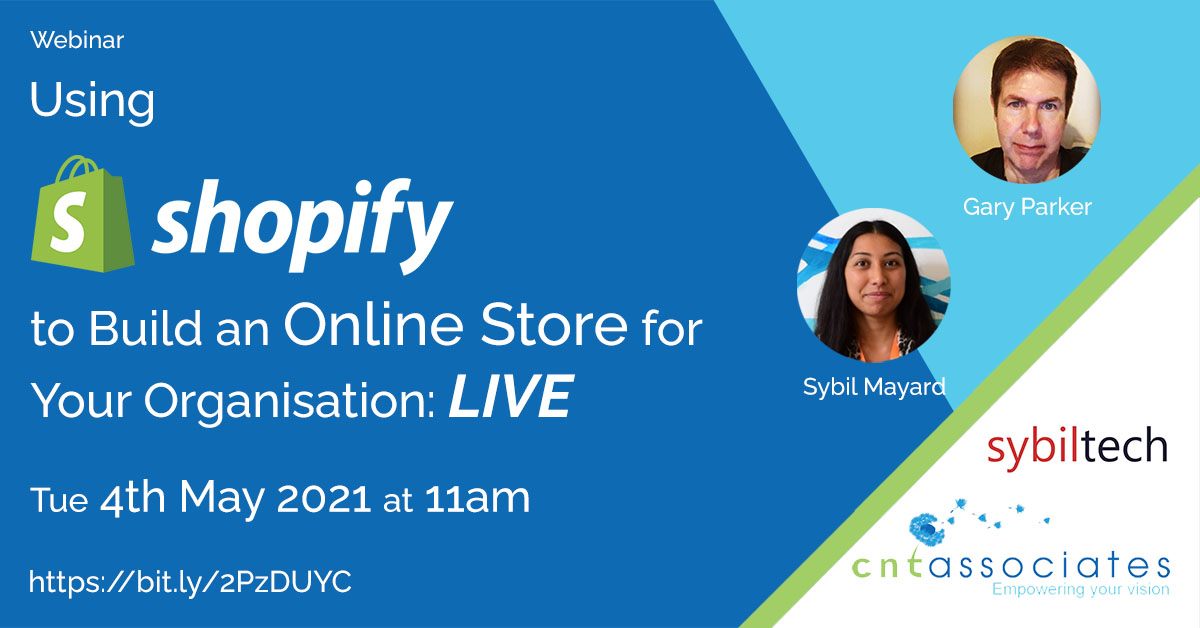 Webinar
Using
shopify
to Build an Online Store for
Your Organisation: LIVE
Tue 4th May 2021 at 11am
https://bit.ly/2PzDUYC
Gary Parker
Sybil Mayard
sybiltech
cntassociates
Empowering your vision